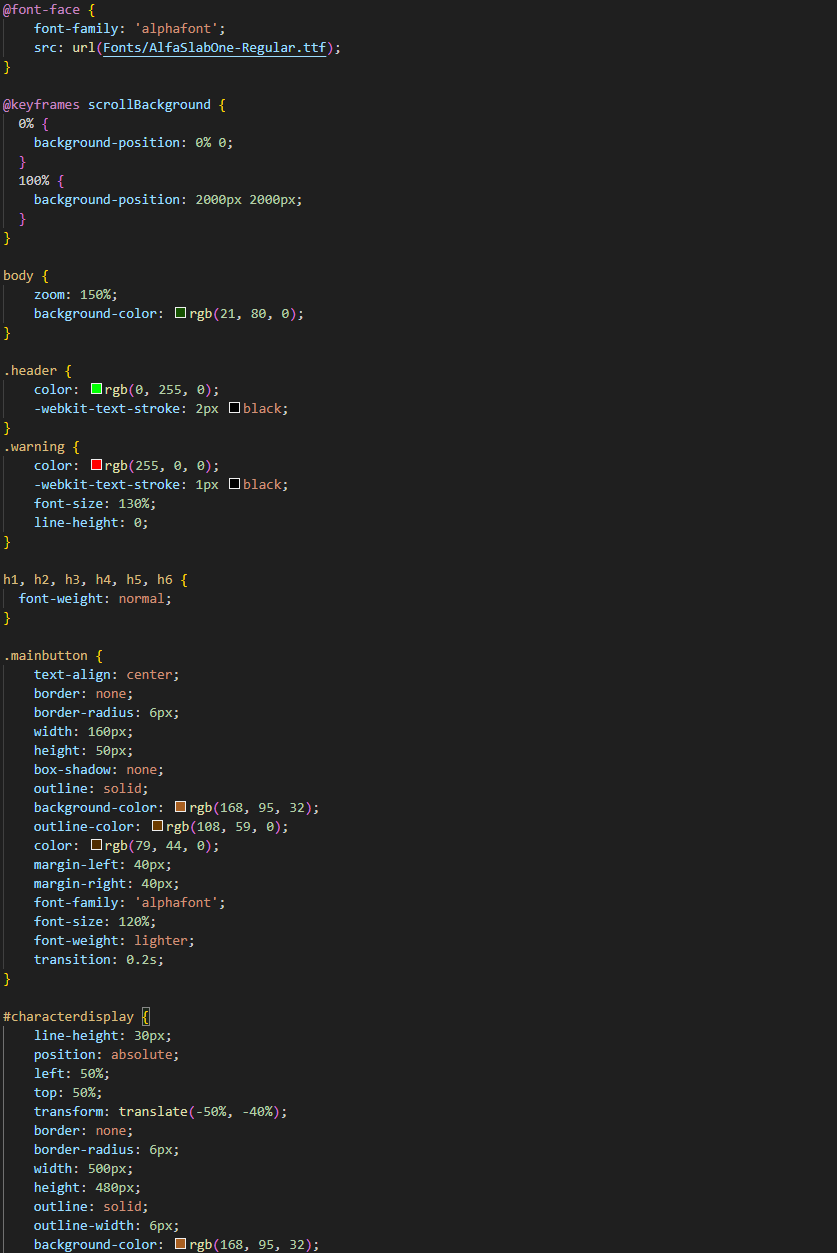 @font-face {
    font-family: 'alphafont';
    src: url(Fonts/AlfaSlabOne-Regular.ttf);
}

@keyframes scrollBackground {
  0% {
    background-position: 0% 0;
  }
  100% {
    background-position: 2000px 2000px;
  }
}

body {
    zoom: 150%;
    background-color: rgb(21, 80, 0);
}

.header {
    color: rgb(0, 255, 0);
    -webkit-text-stroke: 2px black;
}
.warning {
    color: rgb(255, 0, 0);
    -webkit-text-stroke: 1px black;
    font-size: 130%;
    line-height: 0;
}

h1, h2, h3, h4, h5, h6 {
  font-weight: normal;
}

.mainbutton {
    text-align: center;
    border: none;
    border-radius: 6px;
    width: 160px;
    height: 50px;
    box-shadow: none;
    outline: solid;
    background-color: rgb(168, 95, 32);
    outline-color: rgb(108, 59, 0);
    color: rgb(79, 44, 0);
    margin-left: 40px;
    margin-right: 40px;
    font-family: 'alphafont';
    font-size: 120%;
    font-weight: lighter;
    transition: 0.2s;
}

#characterdisplay {
    line-height: 30px;
    position: absolute;
    left: 50%;
    top: 50%;
    transform: translate(-50%, -40%);
    border: none;
    border-radius: 6px;
    width: 500px;
    height: 480px;
    outline: solid;
    outline-width: 6px;
    background-color: rgb(168, 95, 32);